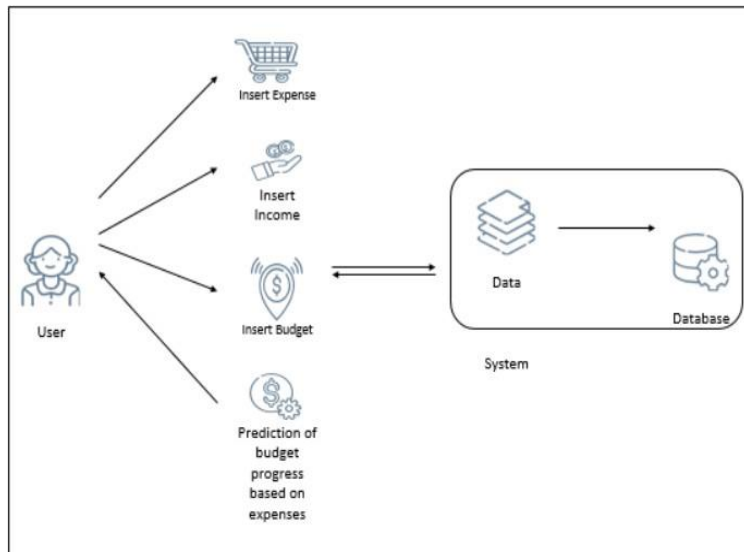 Insert Expense
Insert
Income
User
Insert Budget
Prediction of
budget
progress
based on
expenses
Data
Database
System